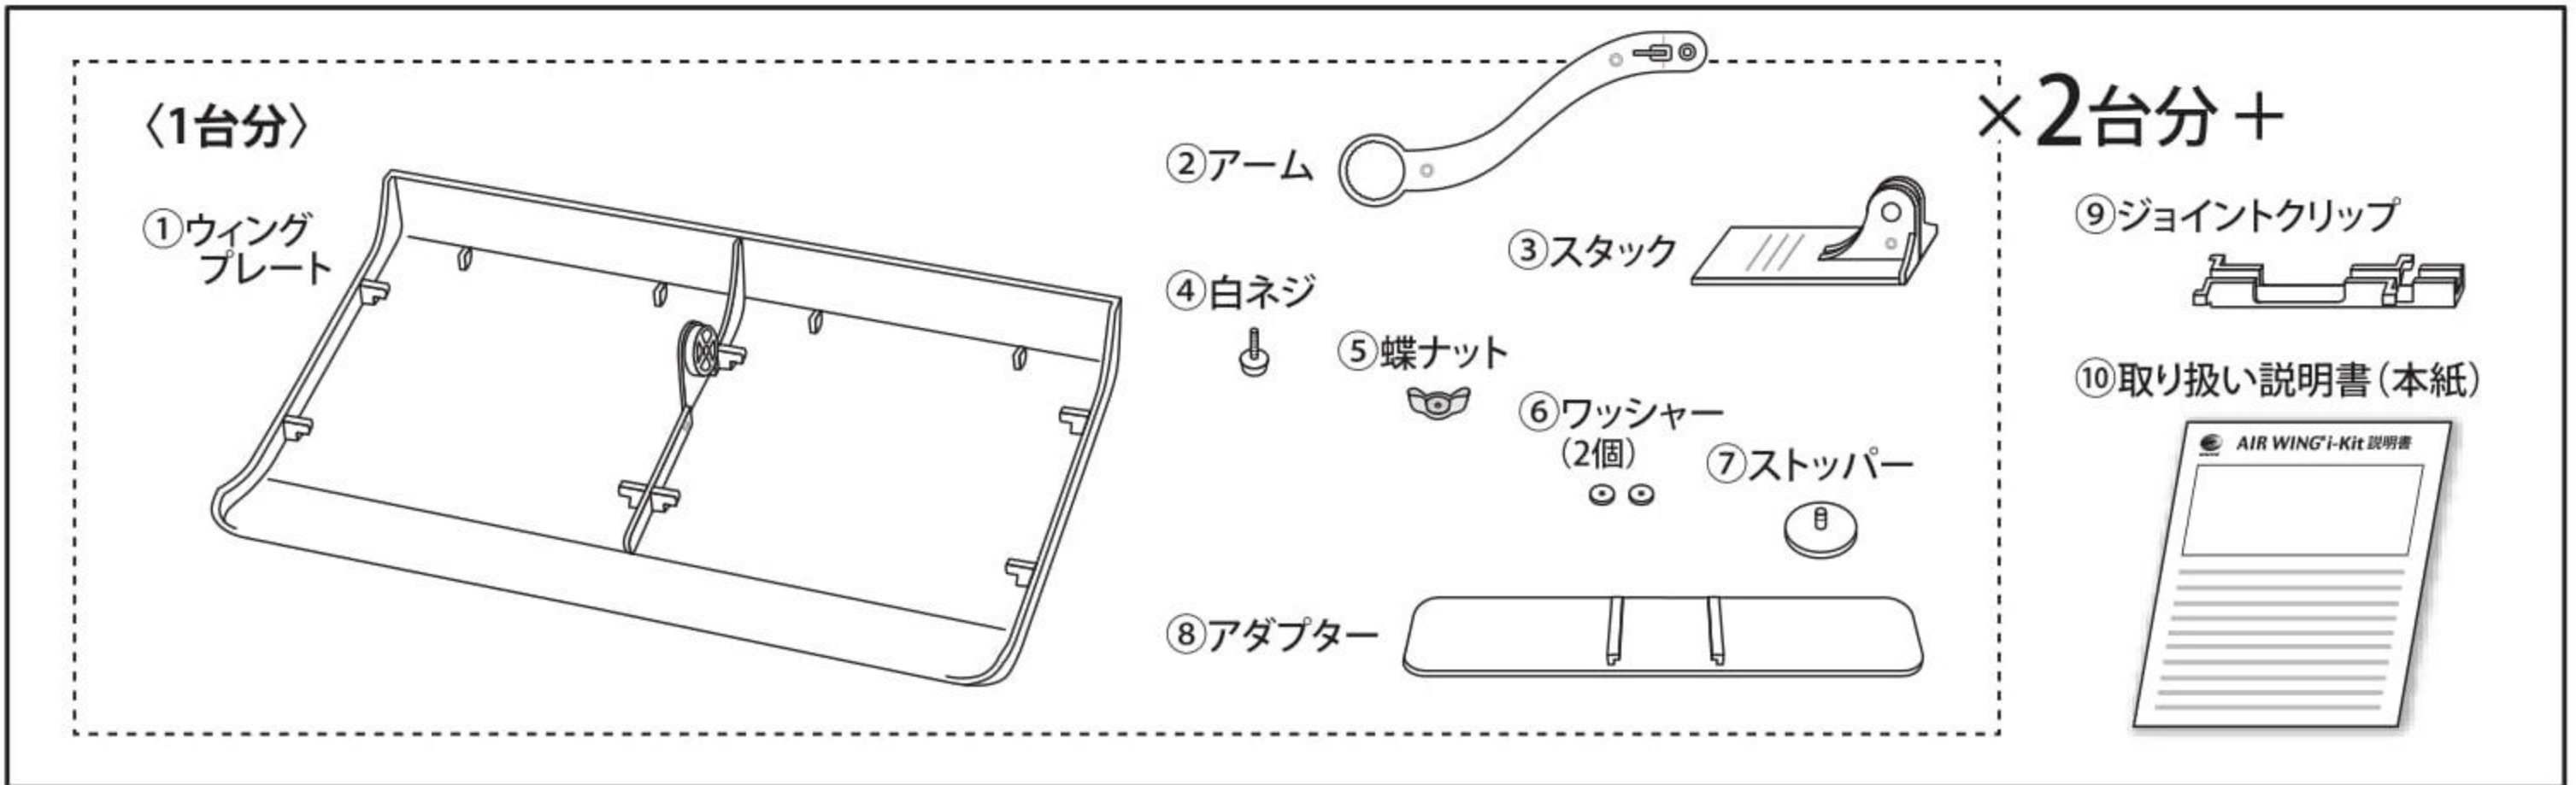 〈1台分〉
①ウィング
プレート
②アーム
③スタック
④白ネジ
⑤蝶ナット
⑥ワッシャー
(2個)
⑦ストッパー
⑧アダプター
×2台分+
⑨ジョイントクリップ
⑩取り扱い説明書(本紙)
AIR WING®i-Kit 説明書